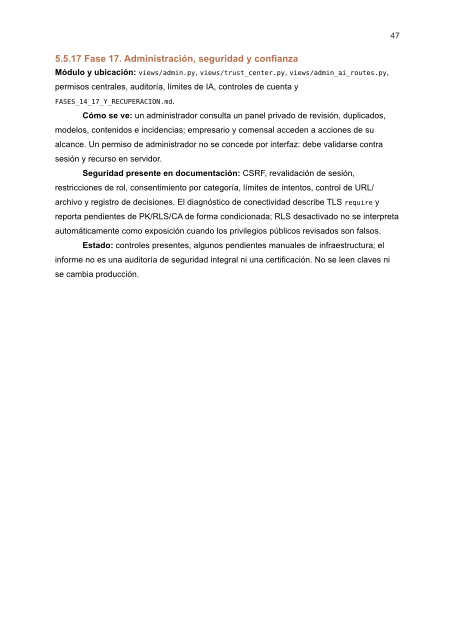 47
5.5.17 Fase 17. Administración, seguridad y confianza
Módulo y ubicación: views/admin.py, views/trust_center.py, views/admin_ai_routes.py,
permisos centrales, auditoría, límites de IA, controles de cuenta y
FASES_14_17_Y_RECUPERACION.md.
Cómo se ve: un administrador consulta un panel privado de revisión, duplicados,
modelos, contenidos e incidencias; empresario y comensal acceden a acciones de su
alcance. Un permiso de administrador no se concede por interfaz: debe validarse contra
sesión y recurso en servidor.
Seguridad presente en documentación: CSRF, revalidación de sesión,
restricciones de rol, consentimiento por categoría, límites de intentos, control de URL/
archivo y registro de decisiones. El diagnóstico de conectividad describe TLS require y
reporta pendientes de PK/RLS/CA de forma condicionada; RLS desactivado no se interpreta
automáticamente como exposición cuando los privilegios públicos revisados son falsos.
Estado: controles presentes, algunos pendientes manuales de infraestructura; el
informe no es una auditoría de seguridad integral ni una certificación. No se leen claves ni
se cambia producción.